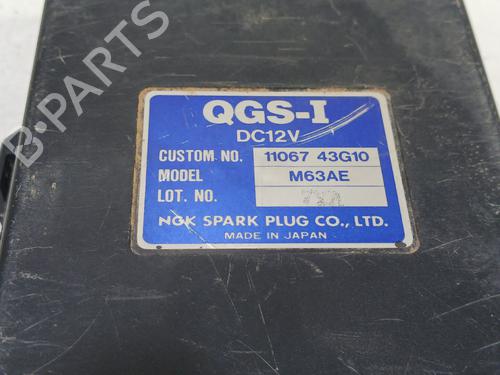 QGS-I
DC12V
CUSTOM NO. 11067 43G10
MODEL M63AE
LOT. NO.
NGK SPARK PLUG CO., LTD.
MADE IN JAPAN
B-PARTS